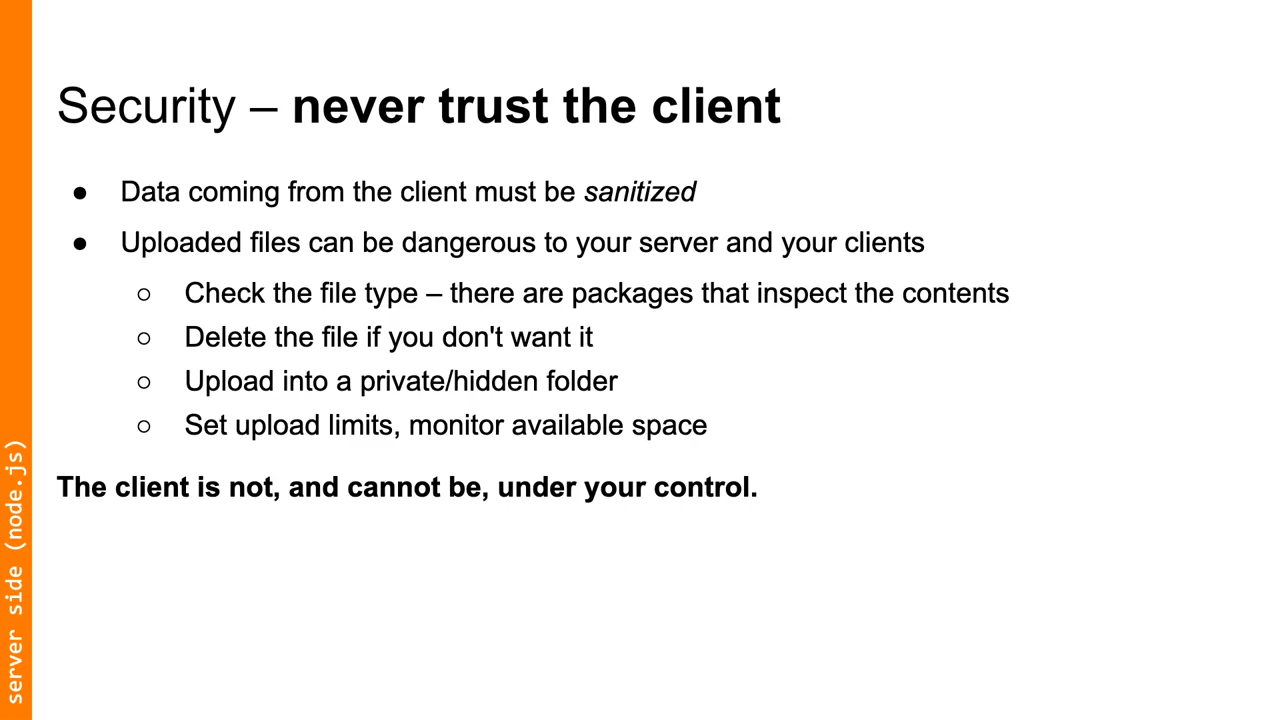 Security – never trust the client
● Data coming from the client must be sanitized
● Uploaded files can be dangerous to your server and your clients
○ Check the file type – there are packages that inspect the contents
○ Delete the file if you don't want it
○ Upload into a private/hidden folder
○ Set upload limits, monitor available space
The client is not, and cannot be, under your control.
server side (node.js)